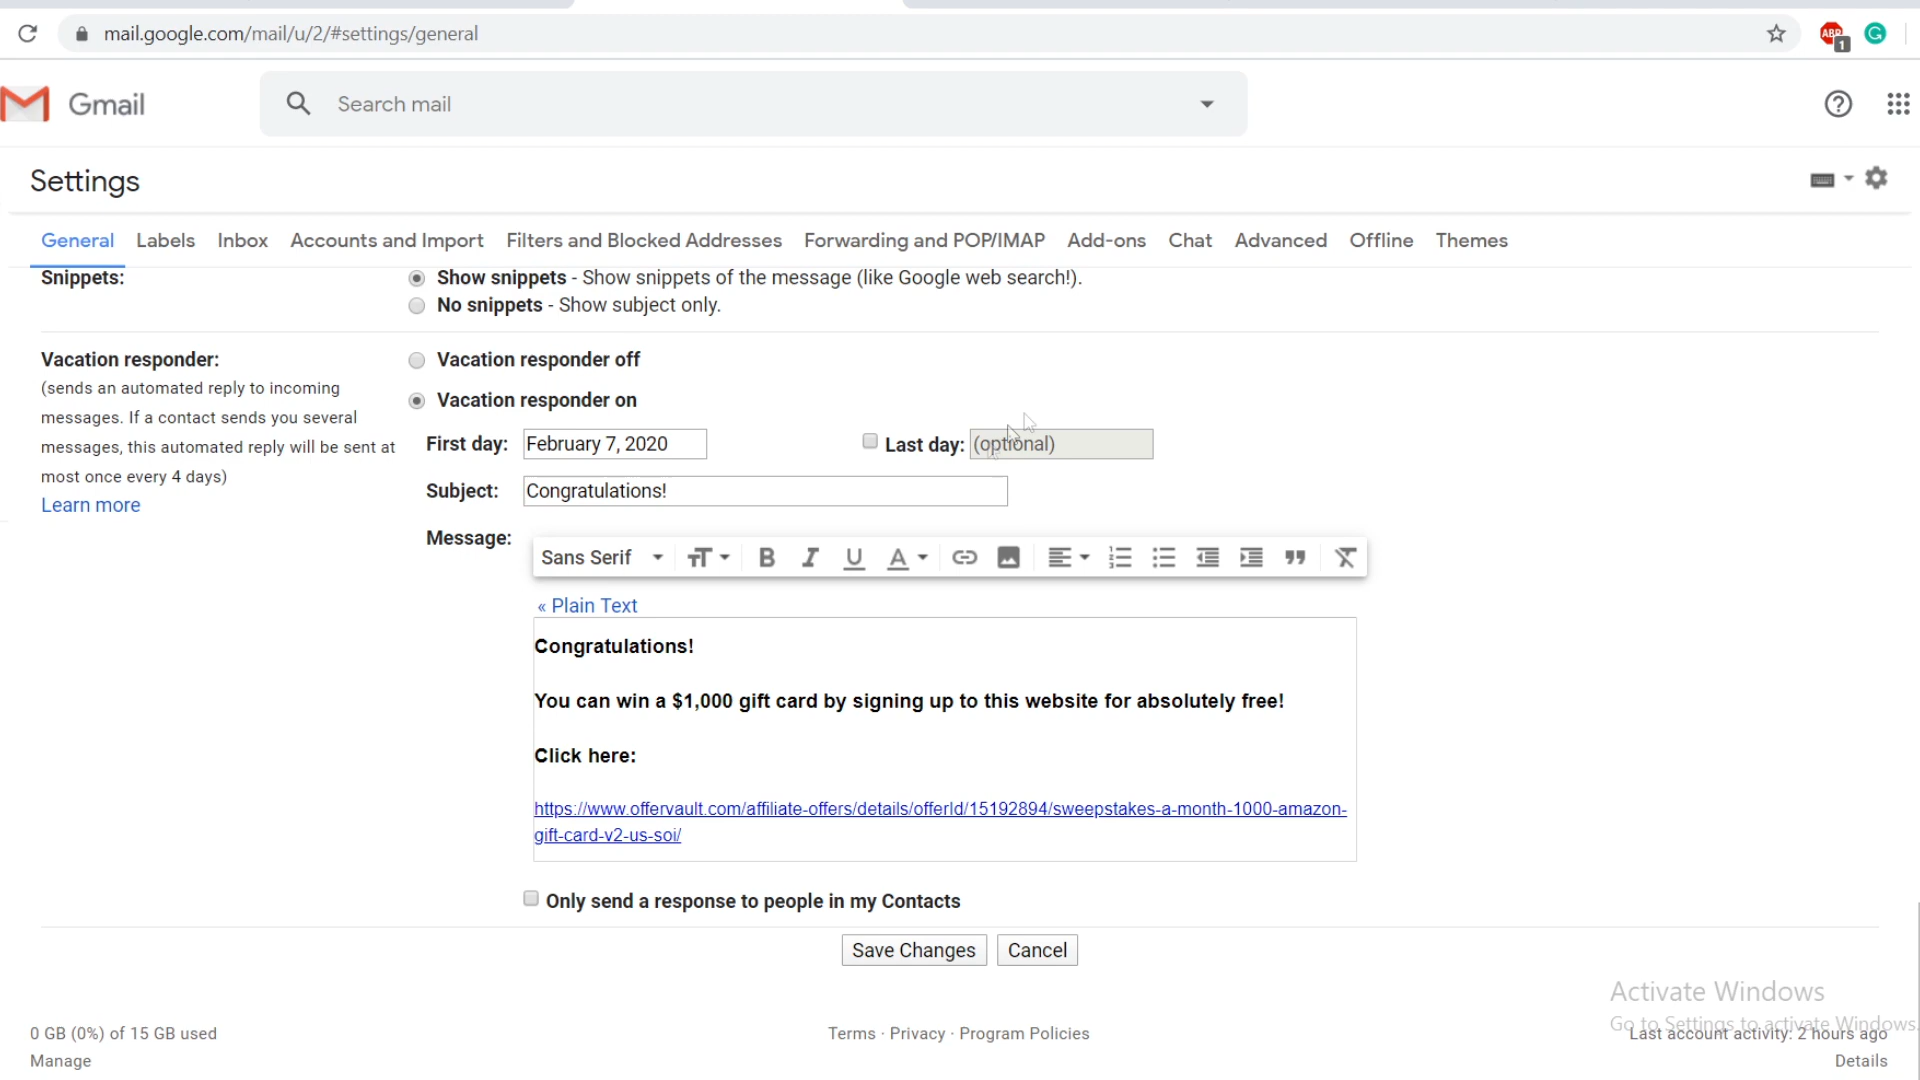 mail.google.com/mail/u/2/#settings/general
ABP
1
G
Gmail
Search mail
Settings
General Labels Inbox Accounts and Import Filters and Blocked Addresses Forwarding and POP/IMAP Add-ons Chat Advanced Offline Themes
Snippets:
Show snippets - Show snippets of the message (like Google web search!).
No snippets - Show subject only.
Vacation responder:
(sends an automated reply to incoming
messages. If a contact sends you several
messages, this automated reply will be sent at
most once every 4 days)
Learn more
Vacation responder off
Vacation responder on
First day: February 7, 2020 Last day: (optional)
Subject: Congratulations!
Message:
Sans Serif
« Plain Text
Congratulations!
You can win a $1,000 gift card by signing up to this website for absolutely free!
Click here:
https://www.offervault.com/affiliate-offers/details/offerId/15192894/sweepstakes-a-month-1000-amazon-
gift-card-v2-us-soi/
Only send a response to people in my Contacts
Save Changes Cancel
Activate Windows
Go to Settings to activate Windows.
0 GB (0%) of 15 GB used
Manage
Terms · Privacy · Program Policies
Last account activity: 2 hours ago
Details